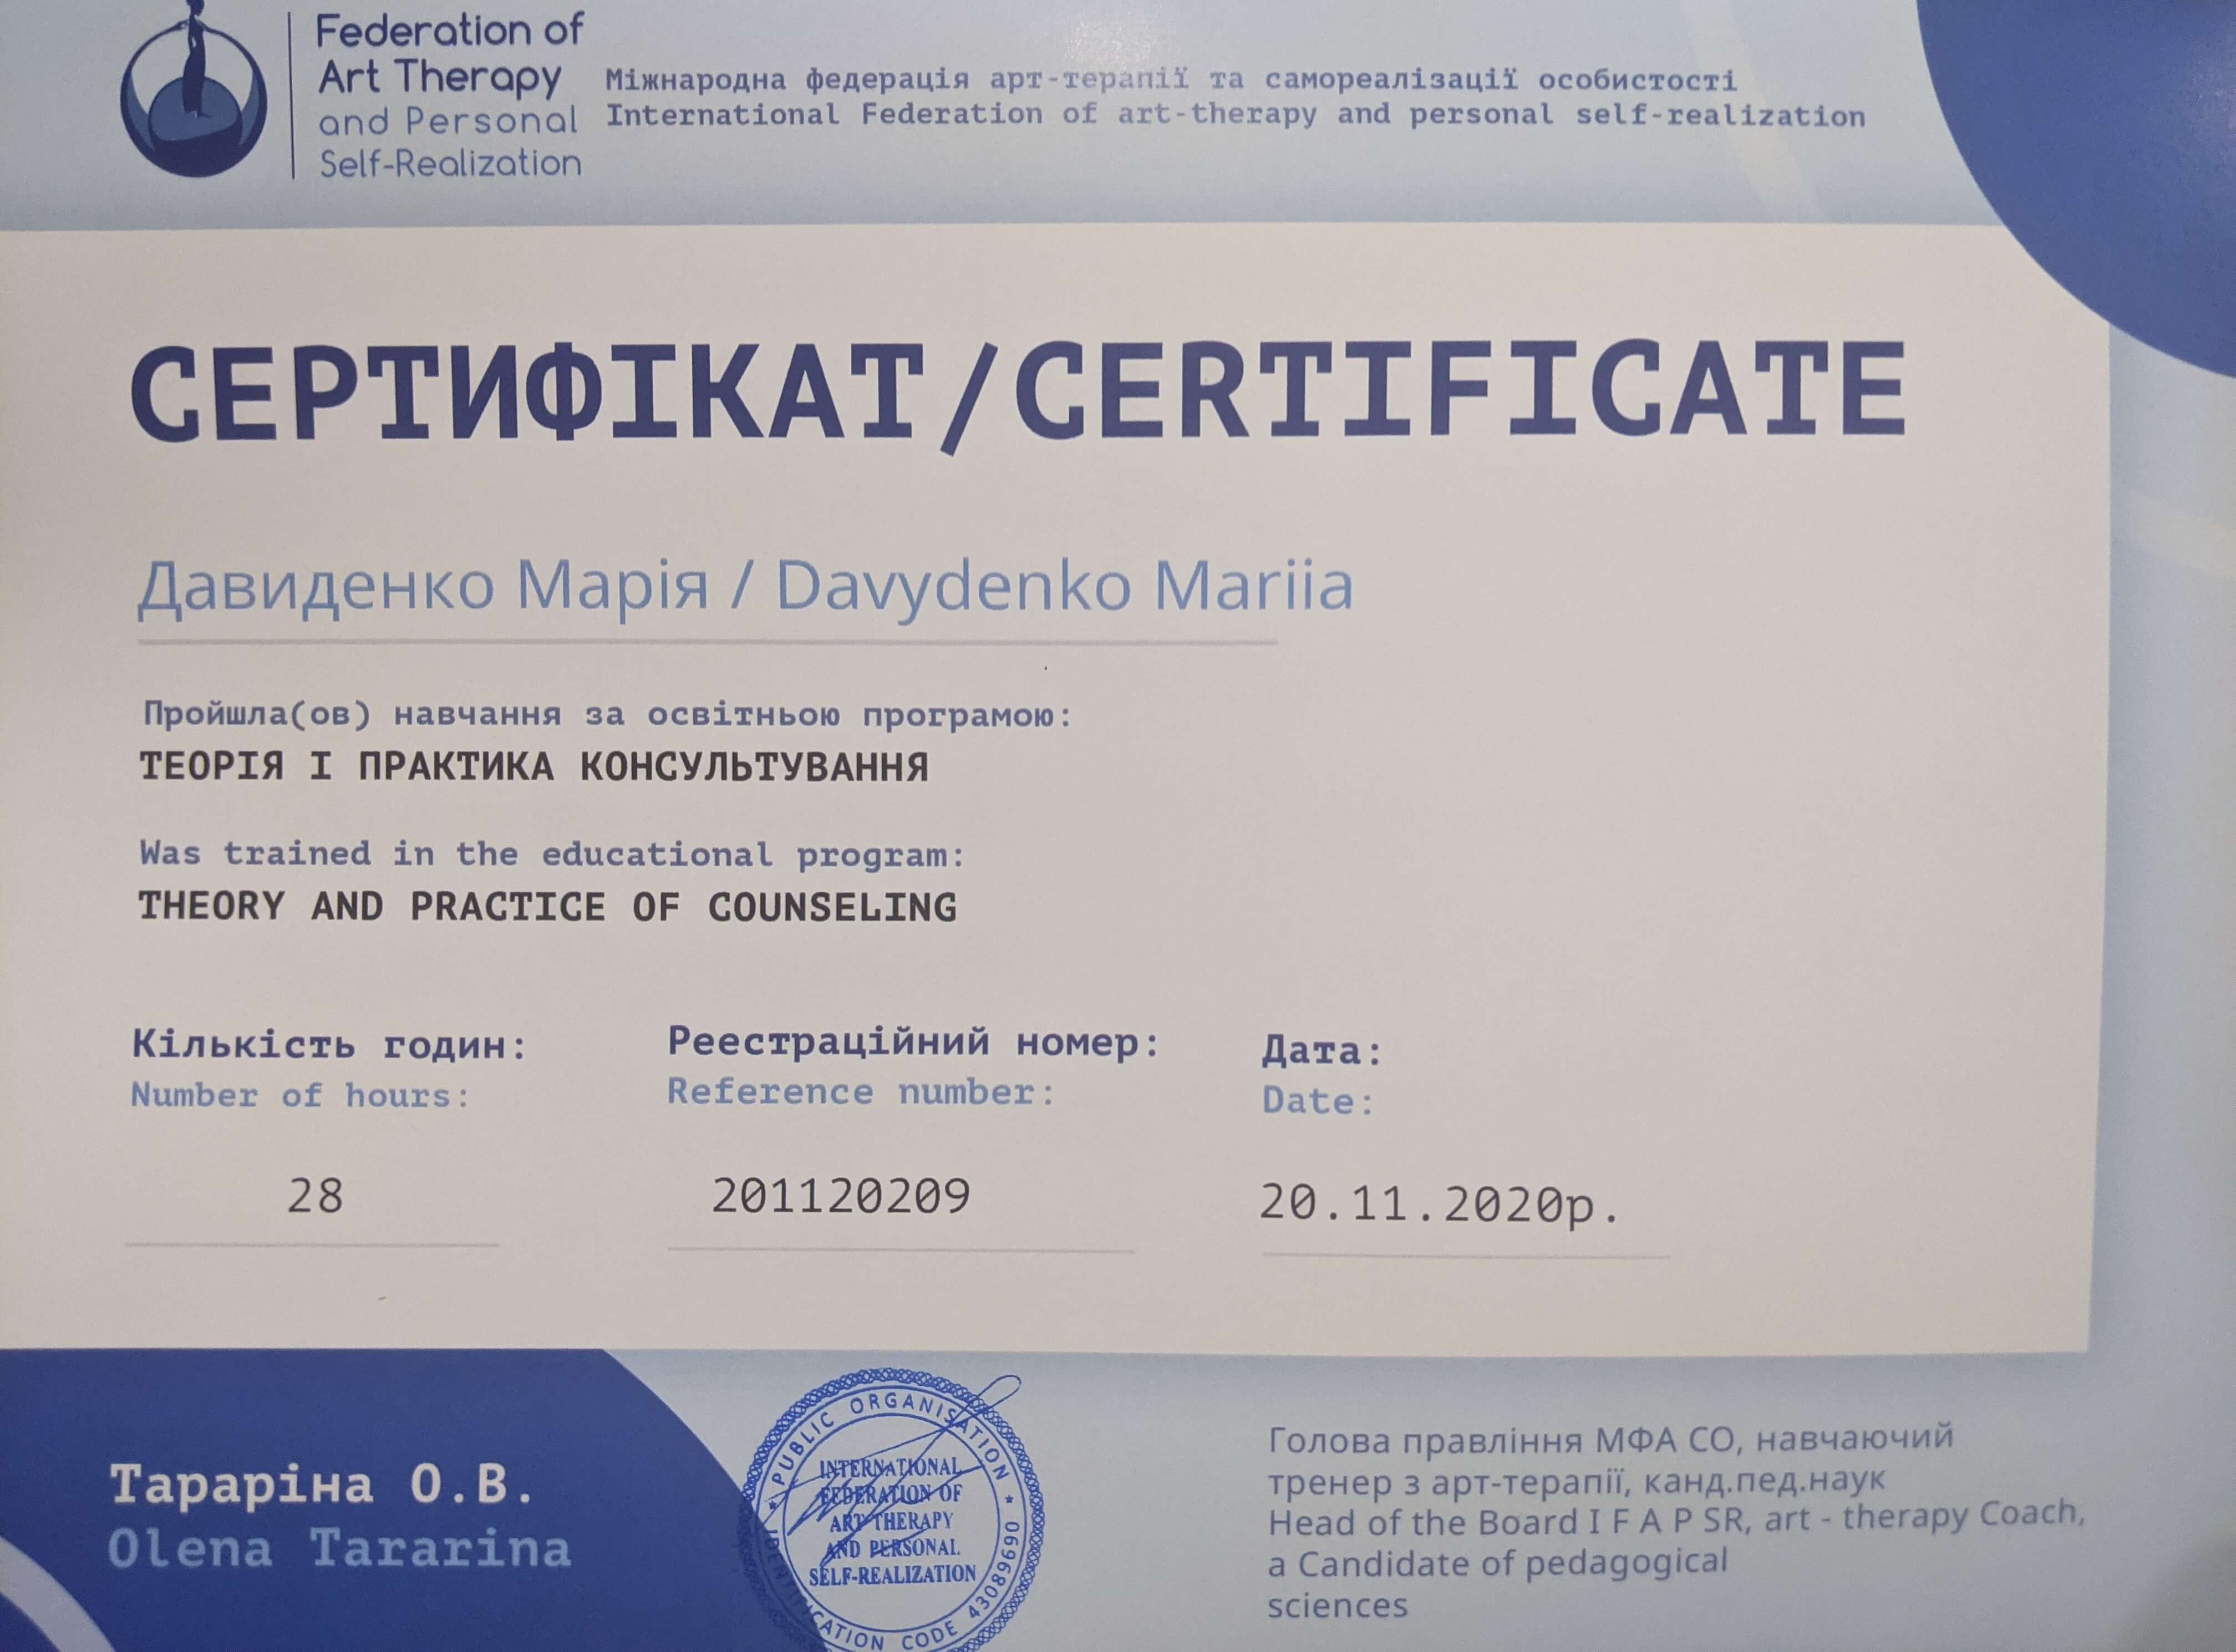 Federation of
Art Therapy
and Personal
Self-Realization
Міжнародна федерація арт-терапії та самореалізації особистості
International Federation of art-therapy and personal self-realization
СЕРТИФІКАТ/CERTIFICATE
Давиденко Марія / Davydenko Mariia
Пройшла(ов) навчання за освітньою програмою:
ТЕОРІЯ І ПРАКТИКА КОНСУЛЬТУВАННЯ
Was trained in the educational program:
THEORY AND PRACTICE OF COUNSELING
Кількість годин:
Number of hours:
28
Реестраційний номер:
Reference number:
201120209
Дата:
Date:
20.11.2020р.
Тараріна О.В.
Olena Tararina
PUBLIC ORGANISATION
INTERNATIONAL
FEDERATION OF
ART THERAPY
AND PERSONAL
SELF-REALIZATION
IDENTIFICATION CODE 43089690
Голова правління МФА СО, навчаючий
тренер з арт-терапії, канд.пед.наук
Head of the Board I F A P SR, art - therapy Coach,
a Candidate of pedagogical
sciences